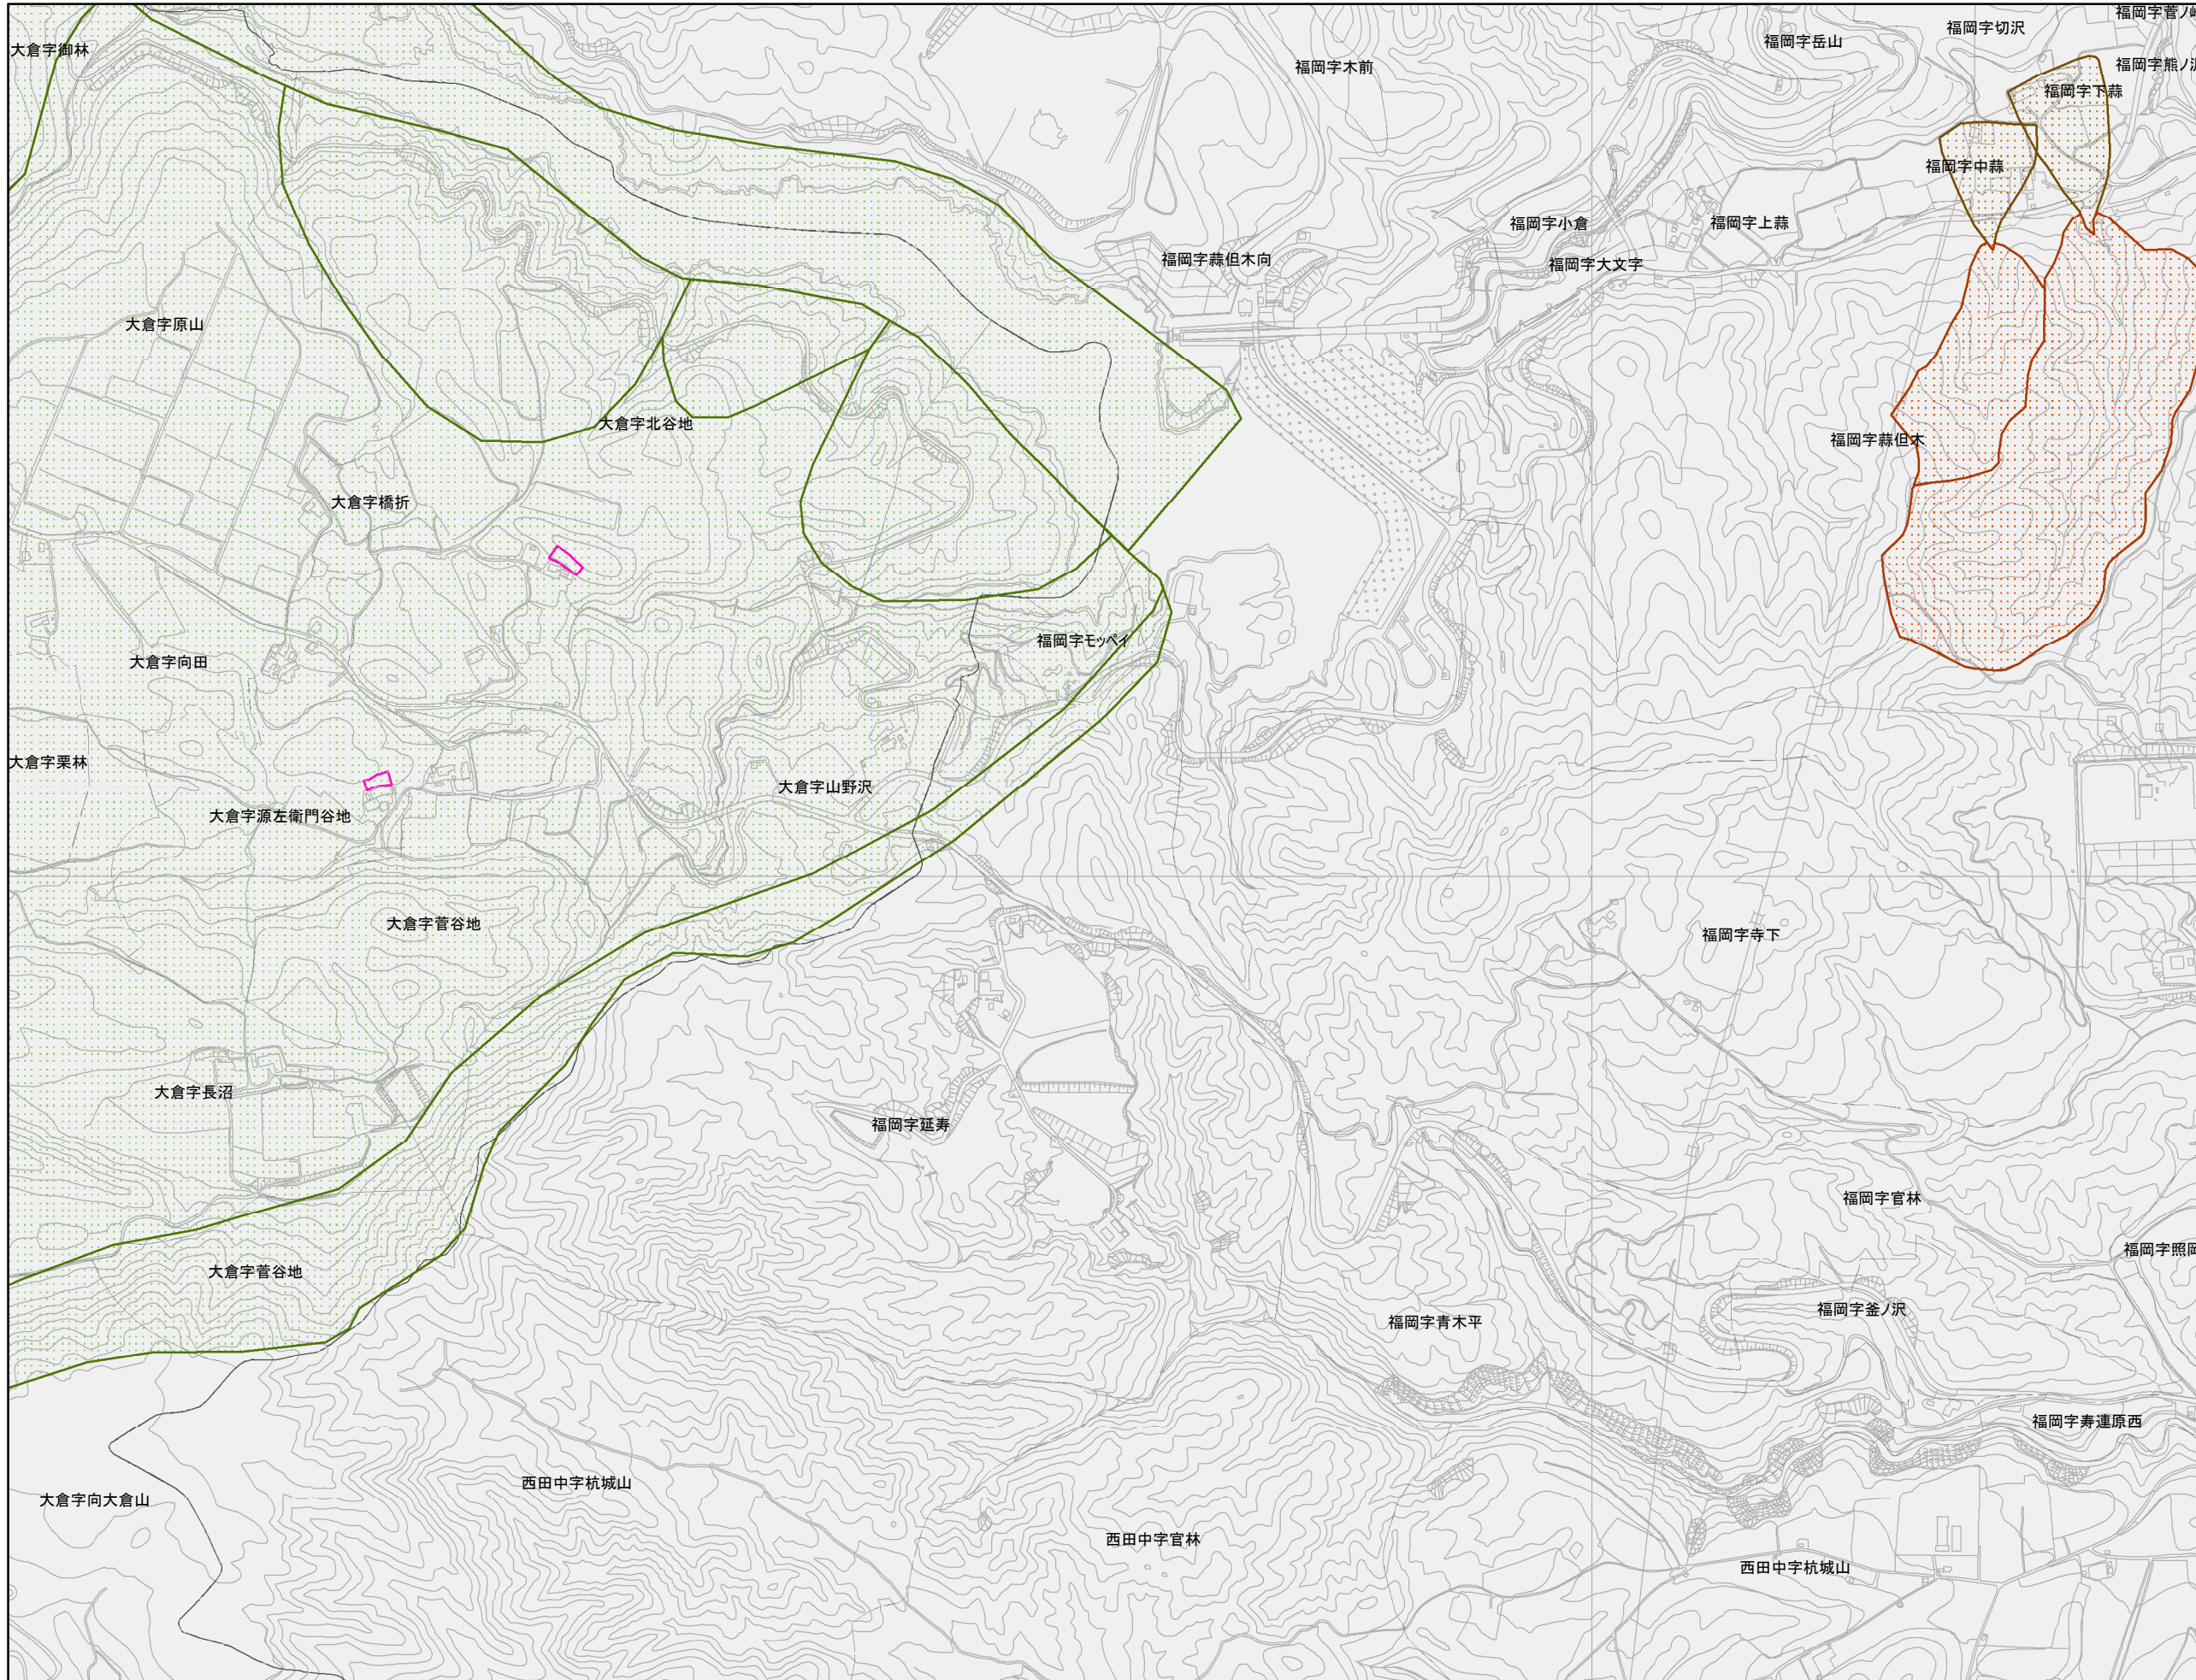 福岡字菅ノ崎
福岡字切沢
福岡字岳山
大倉字御林
福岡字木前
福岡字熊ノ沢
福岡字下蒜
福岡字中蒜
福岡字小倉
福岡字上蒜
福岡字蒜但木向
福岡字大文字
大倉字原山
大倉字北谷地
福岡字蒜但木
大倉字橋折
福岡字モッペイ
大倉字向田
大倉字栗林
大倉字山野沢
大倉字源左衛門谷地
大倉字菅谷地
福岡字寺下
大倉字長沼
福岡字延寿
福岡字官林
福岡字照岡
大倉字菅谷地
福岡字釜ノ沢
福岡字青木平
福岡字寿連原西
西田中字杭城山
大倉字向大倉山
西田中字官林
西田中字杭城山